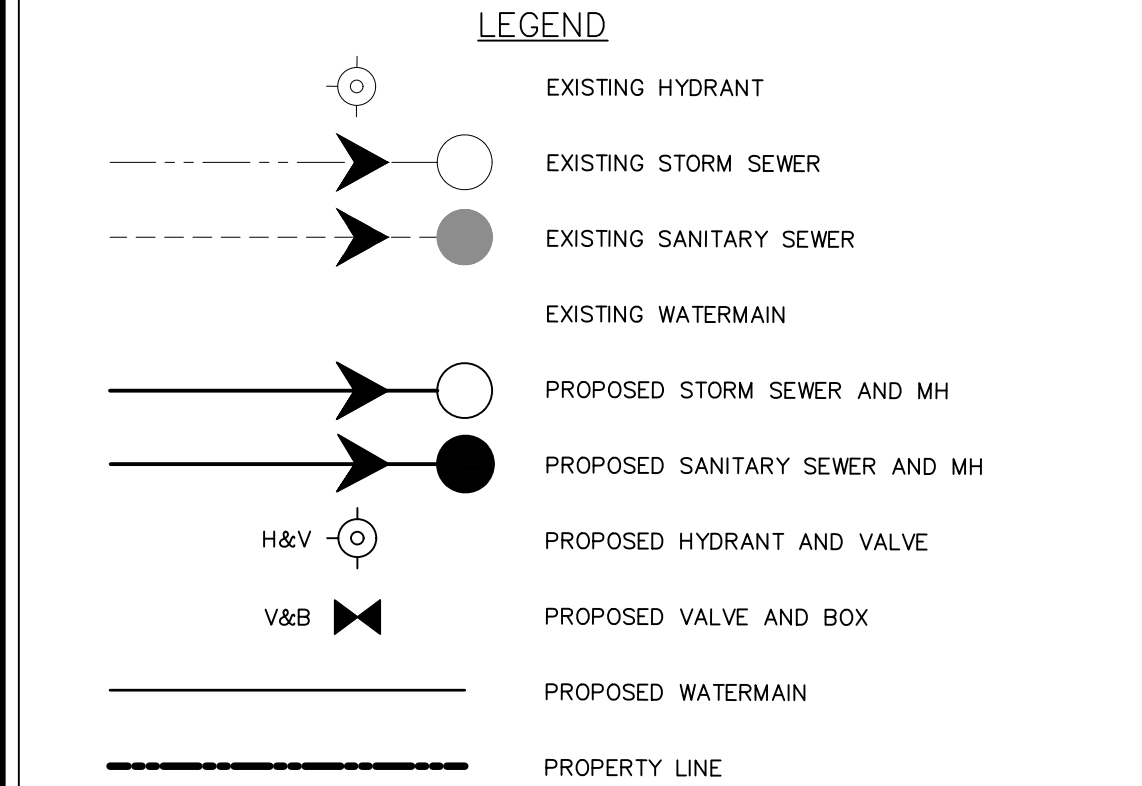 LEGEND
EXISTING HYDRANT
EXISTING STORM SEWER
EXISTING SANITARY SEWER
EXISTING WATERMAIN
PROPOSED STORM SEWER AND MH
PROPOSED SANITARY SEWER AND MH
H&V PROPOSED HYDRANT AND VALVE
V&B PROPOSED VALVE AND BOX
PROPOSED WATERMAIN
PROPERTY LINE